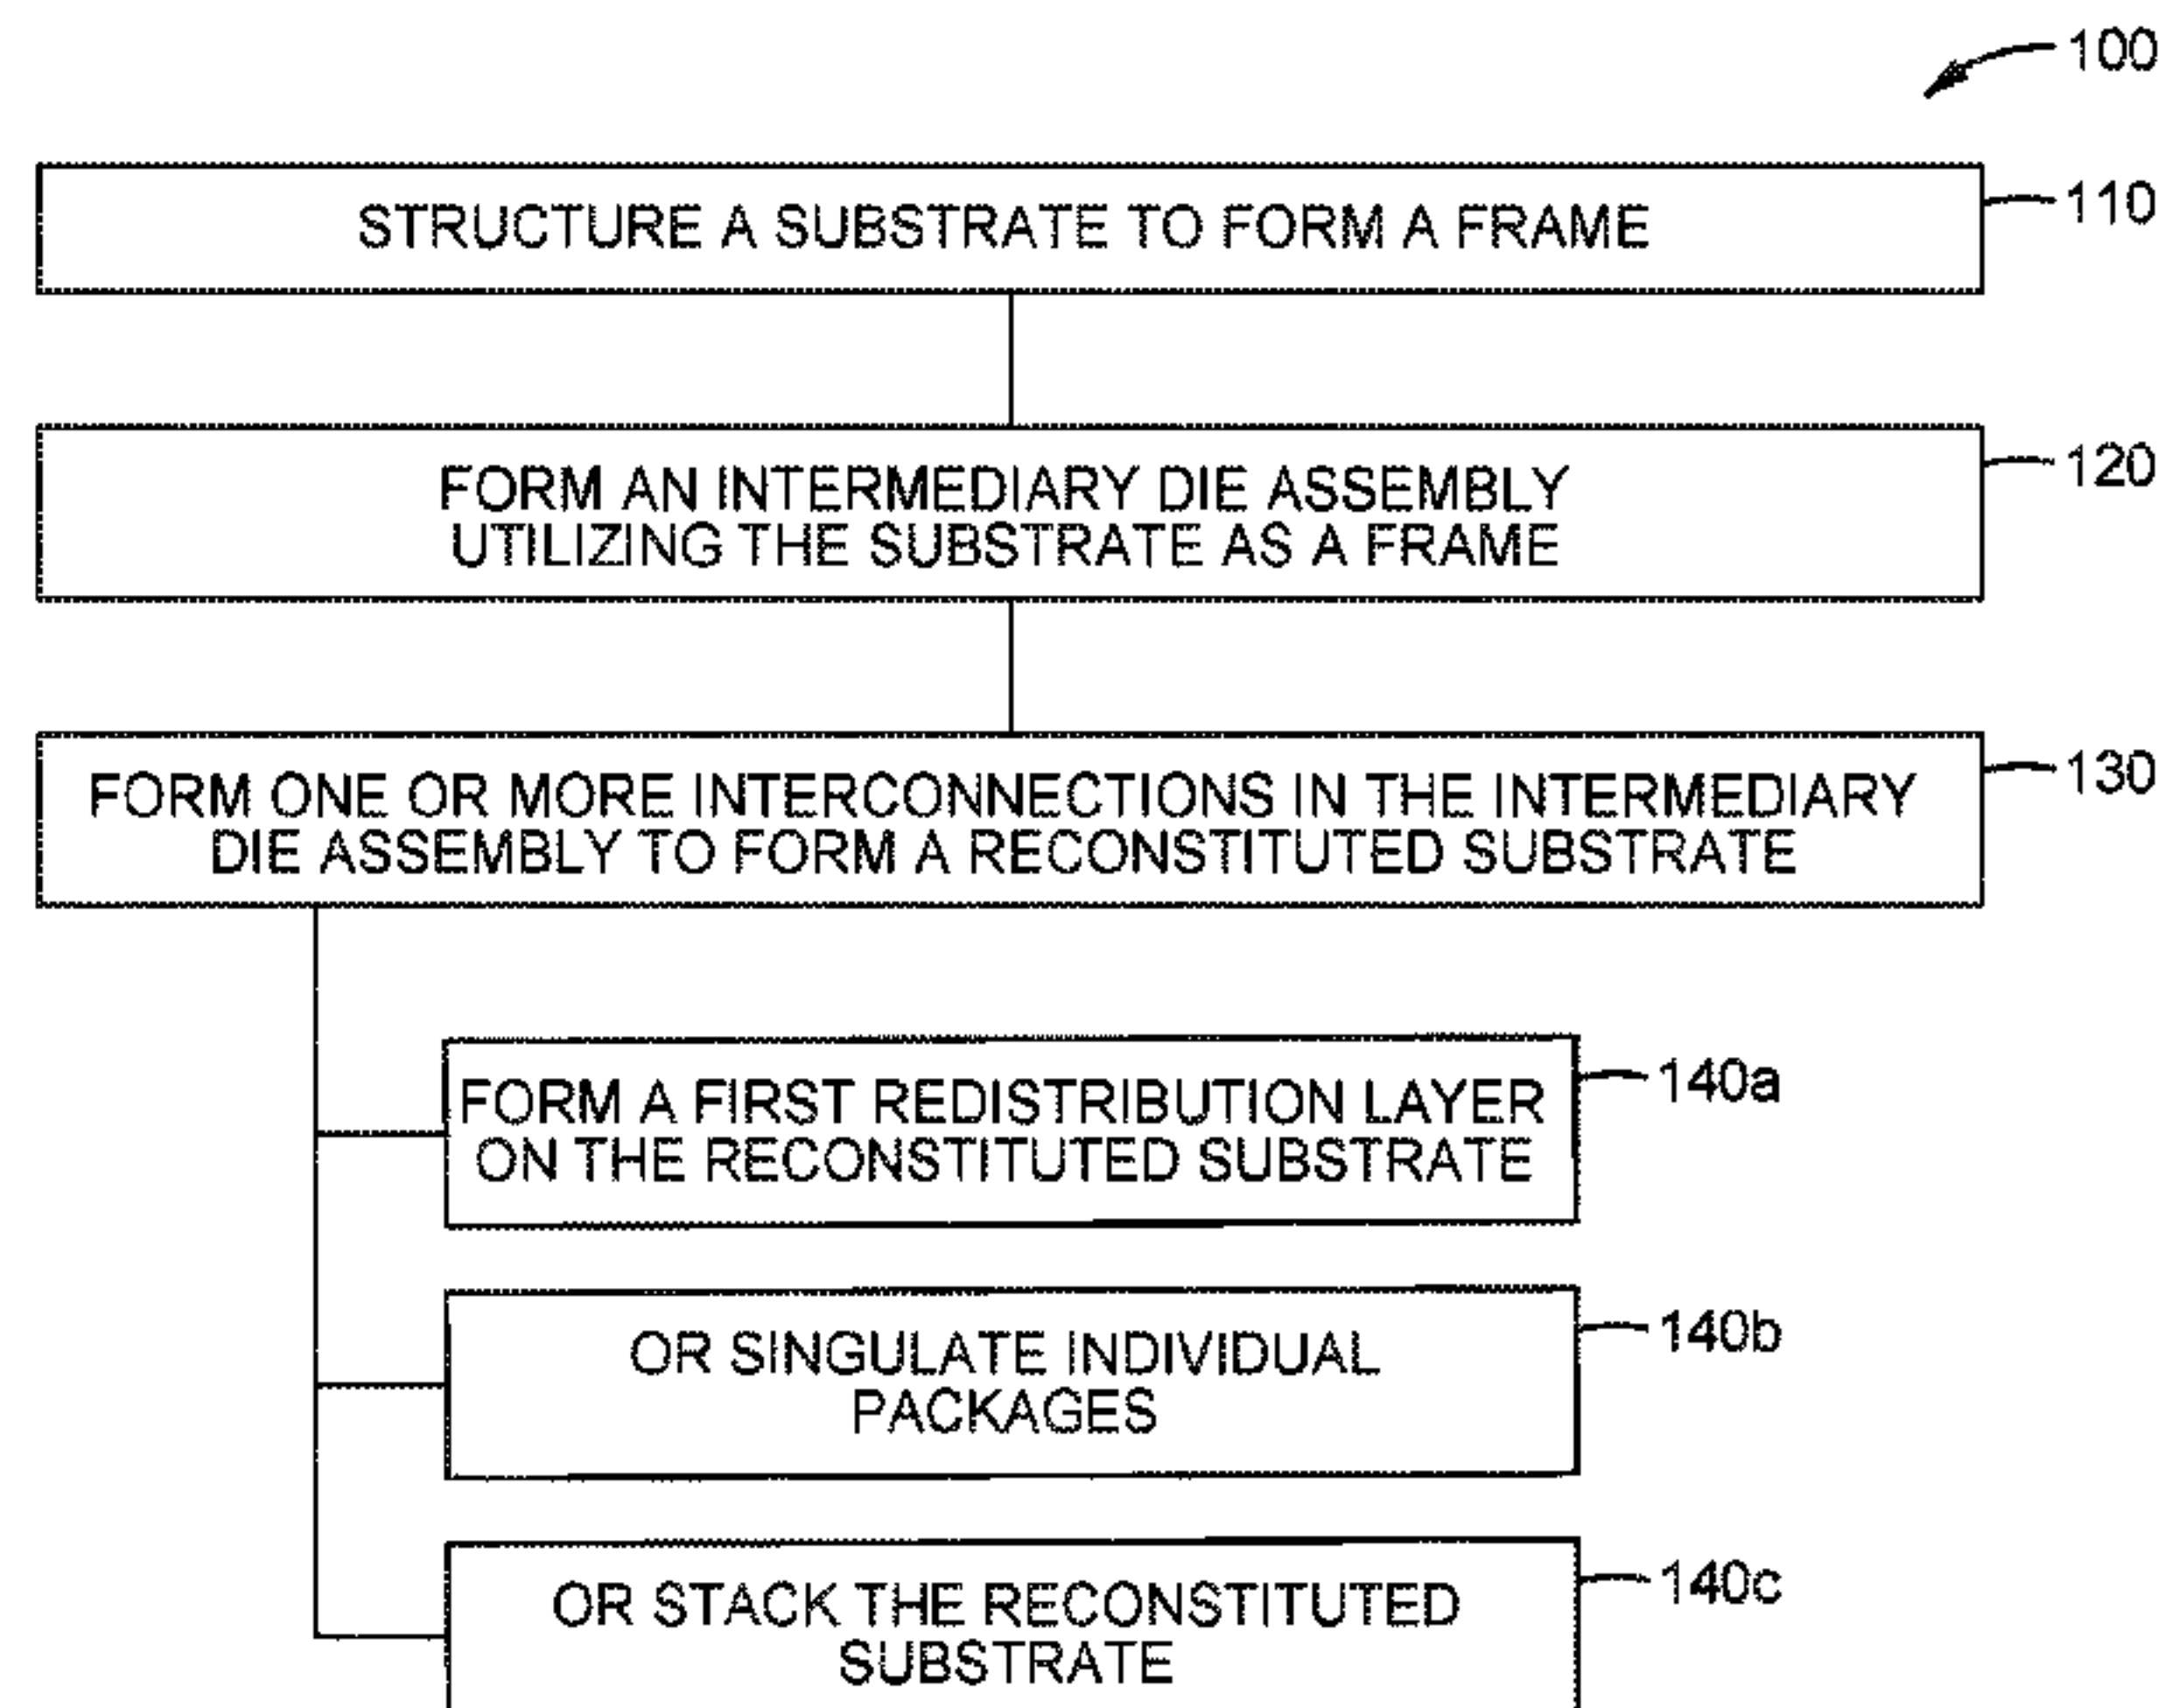 100
STRUCTURE A SUBSTRATE TO FORM A FRAME
110
FORM AN INTERMEDIARY DIE ASSEMBLY
UTILIZING THE SUBSTRATE AS A FRAME
120
FORM ONE OR MORE INTERCONNECTIONS IN THE INTERMEDIARY
DIE ASSEMBLY TO FORM A RECONSTITUTED SUBSTRATE
130
FORM A FIRST REDISTRIBUTION LAYER
ON THE RECONSTITUTED SUBSTRATE
140a
OR SINGULATE INDIVIDUAL
PACKAGES
140b
OR STACK THE RECONSTITUTED
SUBSTRATE
140c